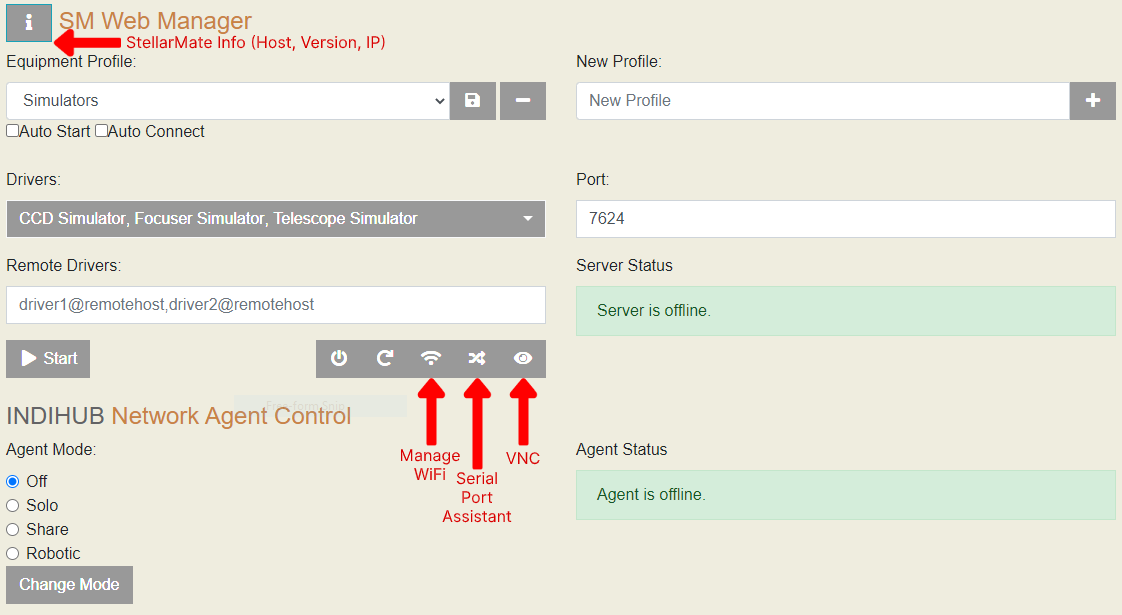 SM Web Manager
StellarMate Info (Host, Version, IP)
Equipment Profile:
New Profile:
Simulators
New Profile
Auto Start
Auto Connect
Drivers:
Port:
CCD Simulator, Focuser Simulator, Telescope Simulator
7624
Remote Drivers:
Server Status
driver1@remotehost,driver2@remotehost
Server is offline.
Start
INDIHUB Network Agent Control
Manage
WiFi
Serial
Port
Assistant
VNC
Agent Mode:
Agent Status
Off
Agent is offline.
Solo
Share
Robotic
Change Mode